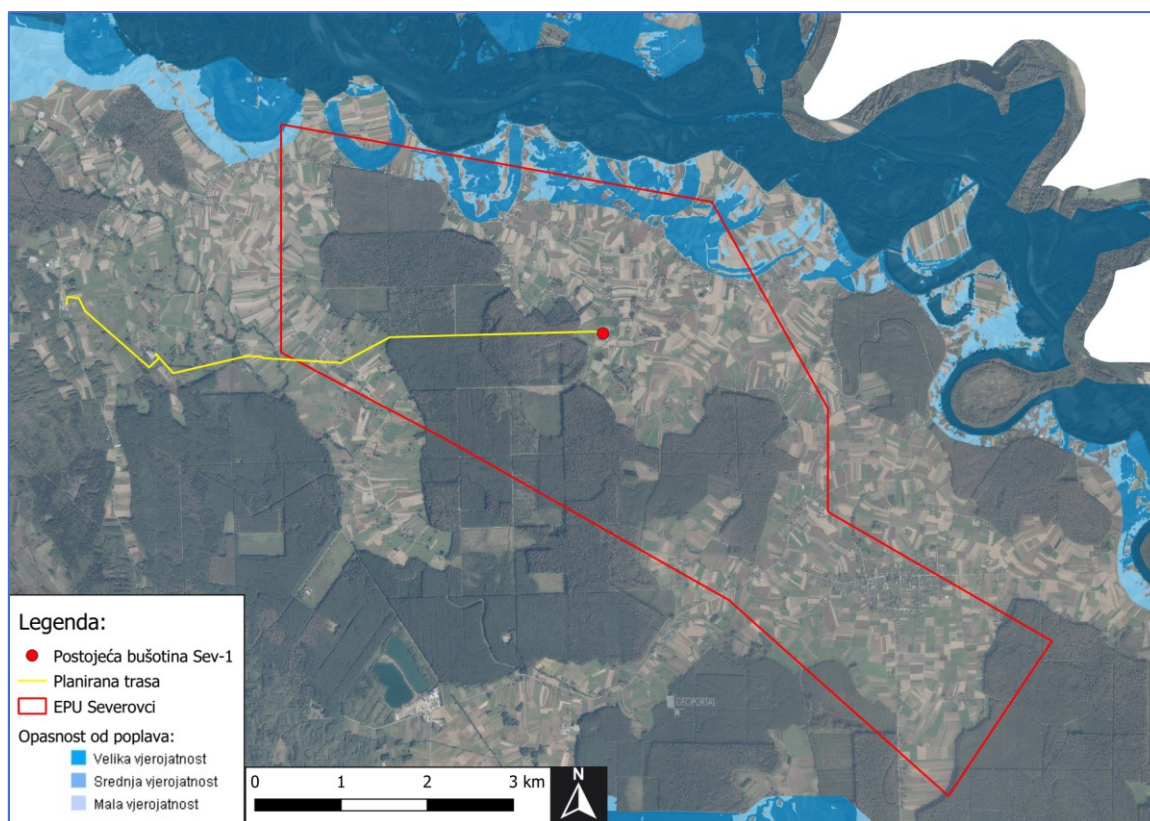 Legenda:
Postojeća bušotina Sev-1
Planirana trasa
EPU Severovci
Opasnost od poplava:
Velika vjerojatnost
Srednja vjerojatnost
Mala vjerojatnost
0 1 2 3 km
N
GEOPORTAL